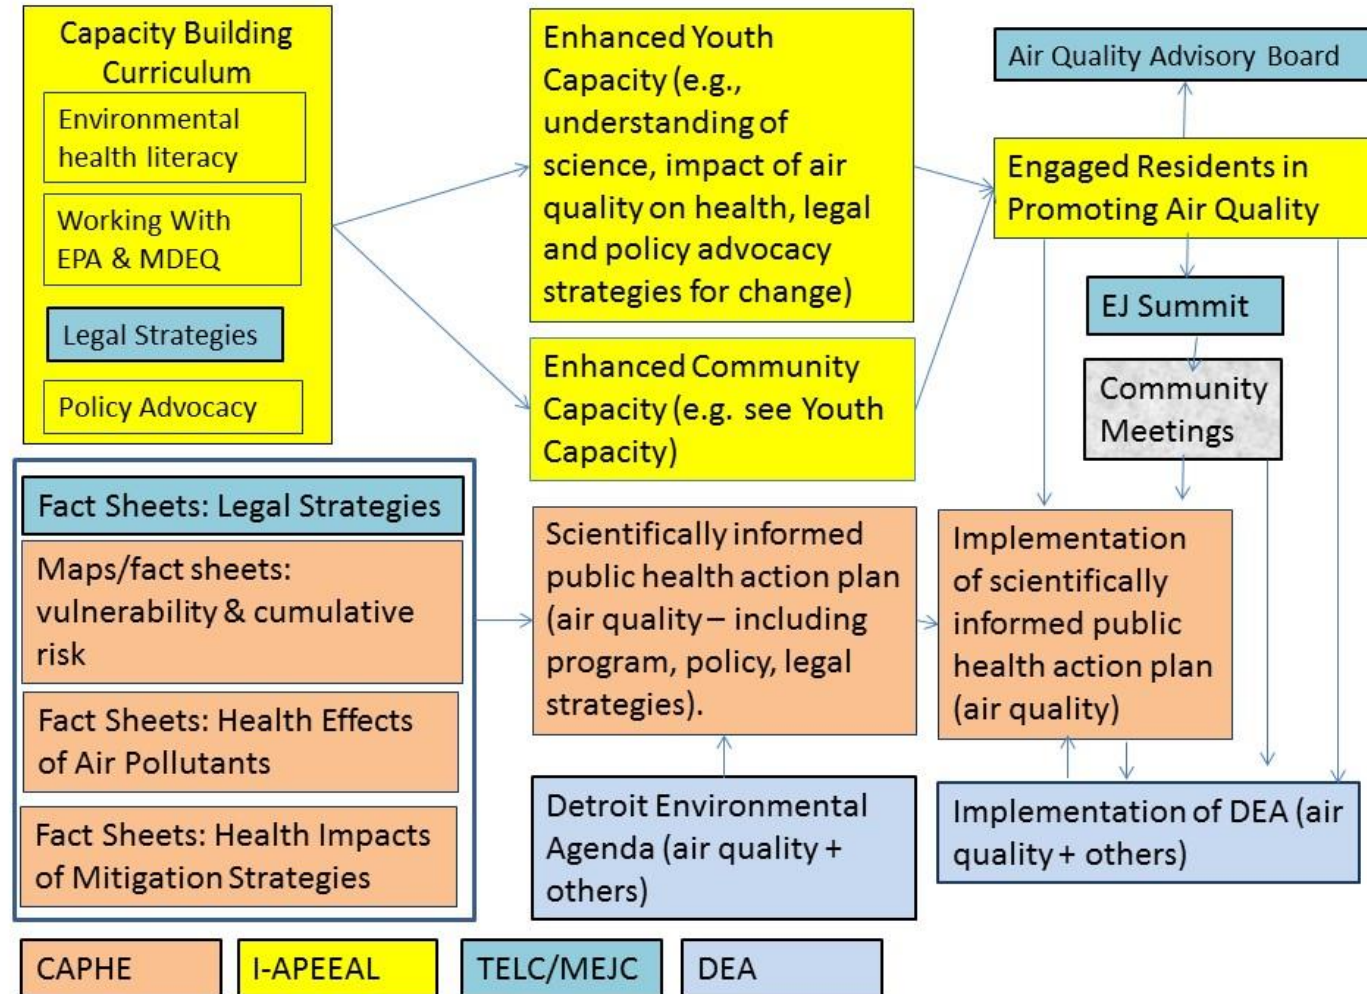 Capacity Building
Curriculum
Environmental
health literacy
Working With
EPA & MDEQ
Legal Strategies
Policy Advocacy
Enhanced Youth
Capacity (e.g.,
understanding of
science, impact of air
quality on health, legal
and policy advocacy
strategies for change)
Enhanced Community
Capacity (e.g. see Youth
Capacity)
Air Quality Advisory Board
Engaged Residents in
Promoting Air Quality
EJ Summit
Community
Meetings
Fact Sheets: Legal Strategies
Maps/fact sheets:
vulnerability & cumulative
risk
Fact Sheets: Health Effects
of Air Pollutants
Fact Sheets: Health Impacts
of Mitigation Strategies
Scientifically informed
public health action plan
(air quality – including
program, policy, legal
strategies).
Implementation
of scientifically
informed public
health action plan
(air quality)
Detroit Environmental
Agenda (air quality +
others)
Implementation of DEA (air
quality + others)
CAPHE
I-APEEAL
TELC/MEJC
DEA